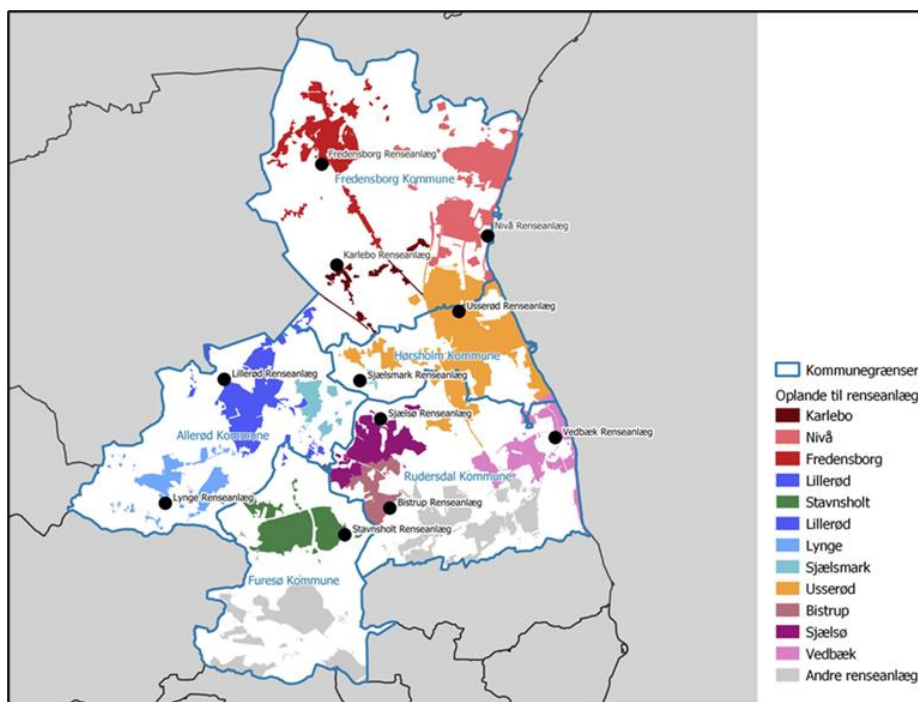 Fredensborg Renseanlæg
Fredensborg Kommune
Nivå Renseanlæg
Karlebo Renseanlæg
Usserød Renseanlæg
Hørsholm Kommune
Lillerød Renseanlæg
Sjælsmark Renseanlæg
Sjælsø Renseanlæg
Allerød Kommune
Vedbæk Renseanlæg
Rudersdal Kommune
Lynge Renseanlæg
Bistrup Renseanlæg
Stavnsholt Renseanlæg
Furesø Kommune
Kommunegrænser
Oplande til renseanlæg
Karlebo
Nivå
Fredensborg
Lillerød
Stavnsholt
Lillerød
Lynge
Sjælsmark
Usserød
Bistrup
Sjælsø
Vedbæk
Andre renseanlæg